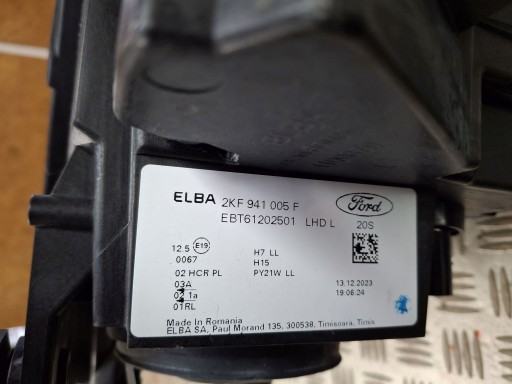 ELBA 2KF 941 005 F
Ford
EBT61202501 LHD L
20S
12.5 E19
0067
H7 LL
H15
02 HCR PL
PY21W LL
03A
02 1a
01RL
13.12.2023
19:06:24
Made In Romania
ELBA SA, Paul Morand 135, 300538, Timisoara, Timis